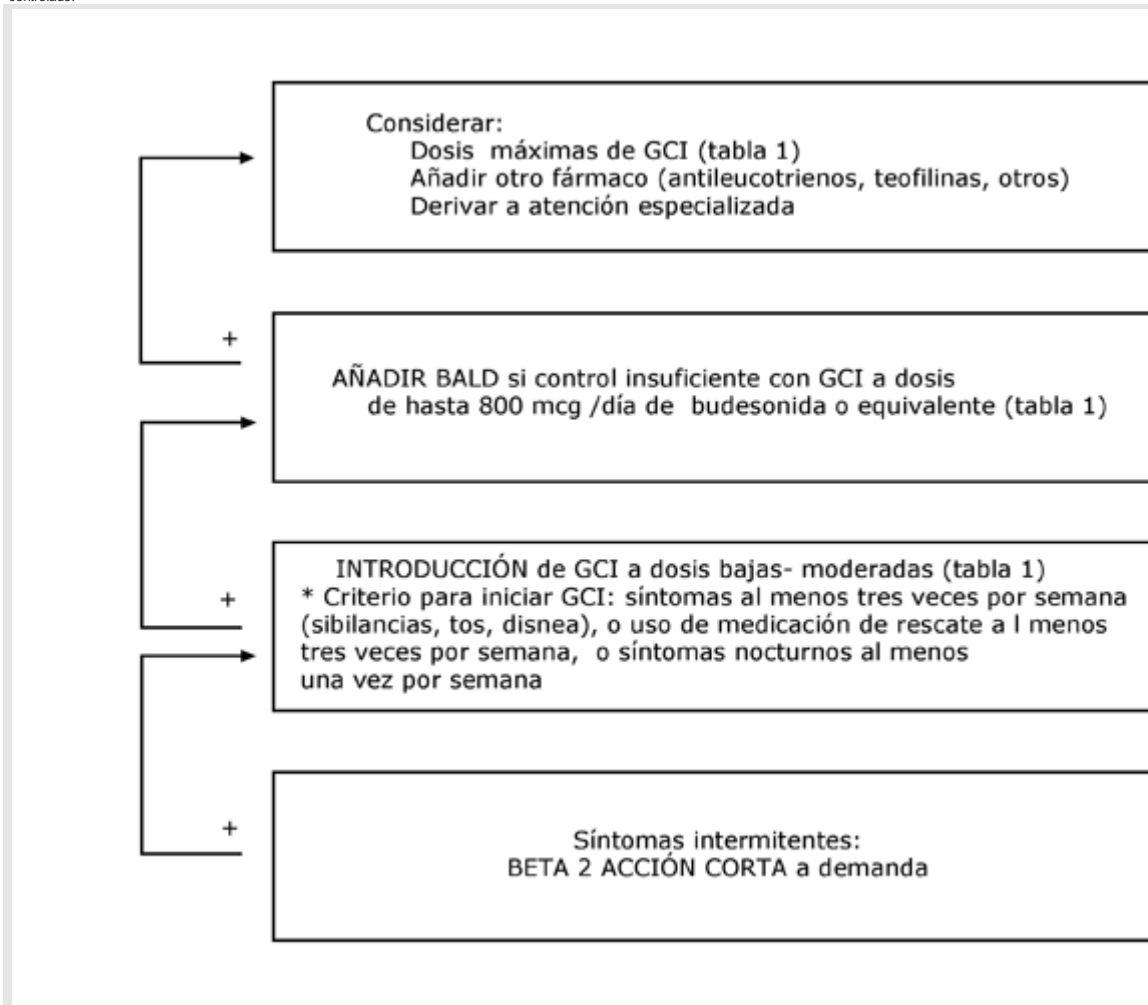 controlados.
Considerar:
Dosis máximas de GCI (tabla 1)
Añadir otro fármaco (antileucotrienos, teofilinas, otros)
Derivar a atención especializada
+
AÑADIR BALD si control insuficiente con GCI a dosis
de hasta 800 mcg /día de budesonida o equivalente (tabla 1)
+
INTRODUCCIÓN de GCI a dosis bajas- moderadas (tabla 1)
* Criterio para iniciar GCI: síntomas al menos tres veces por semana
(sibilancias, tos, disnea), o uso de medicación de rescate a l menos
tres veces por semana, o síntomas nocturnos al menos
una vez por semana
+
Síntomas intermitentes:
BETA 2 ACCIÓN CORTA a demanda